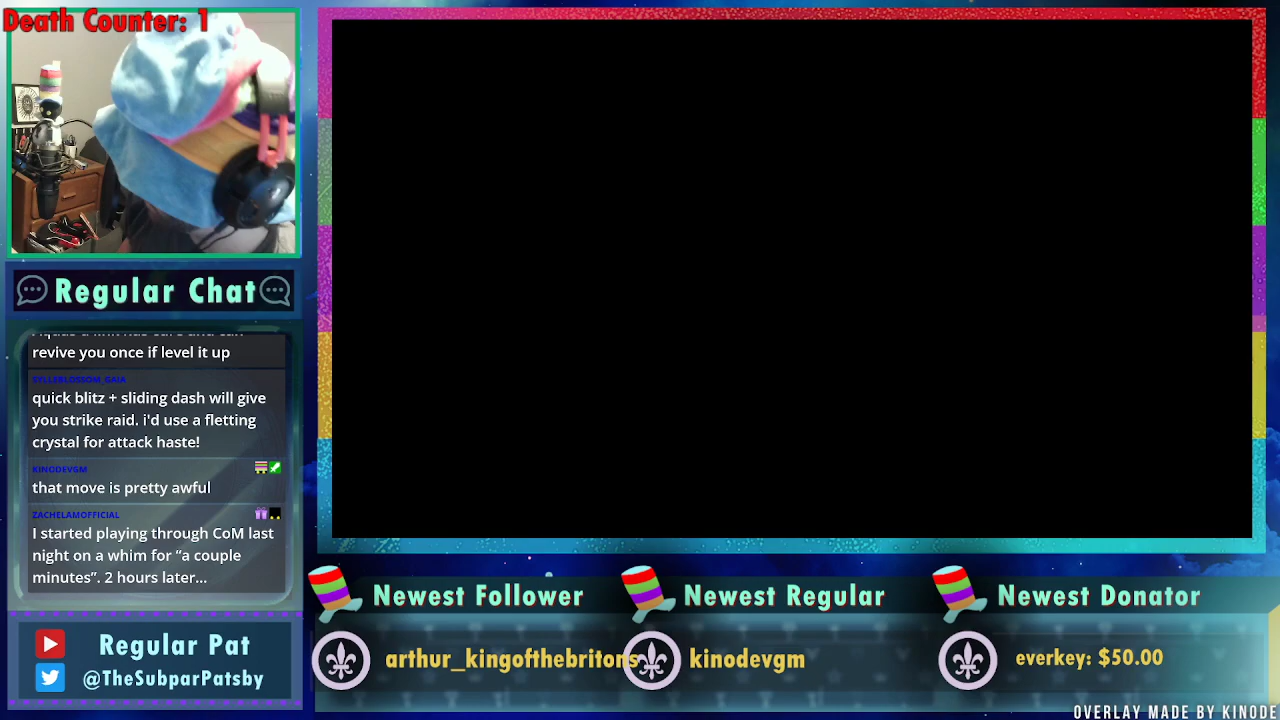 Death Counter: 1
Regular Chat
revive you once if level it up
SYLLEBLOSSOM_GAIA
quick blitz + sliding dash will give
you strike raid. i'd use a fletting
crystal for attack haste!
KINODEVGM
that move is pretty awful
ZACHELAMOFFICIAL
I started playing through CoM last
night on a whim for “a couple
minutes”. 2 hours later...
Regular Pat
@TheSubparPatsby
Newest Follower
arthur_kingofthebritons
Newest Regular
kinodevgm
Newest Donator
everkey: $50.00
OVERLAY MADE BY KINODE